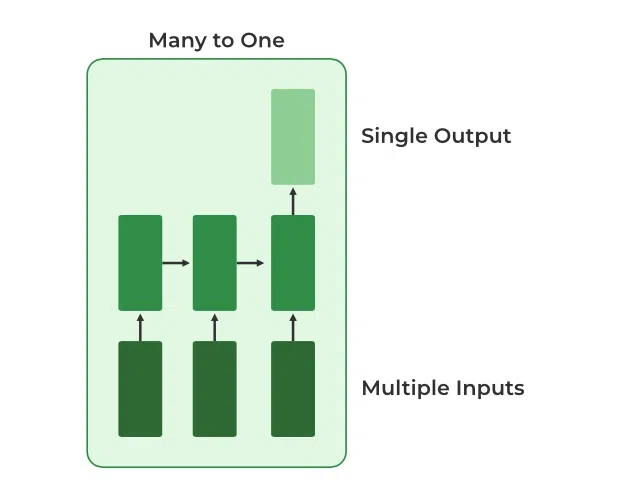 Many to One
Single Output
Multiple Inputs